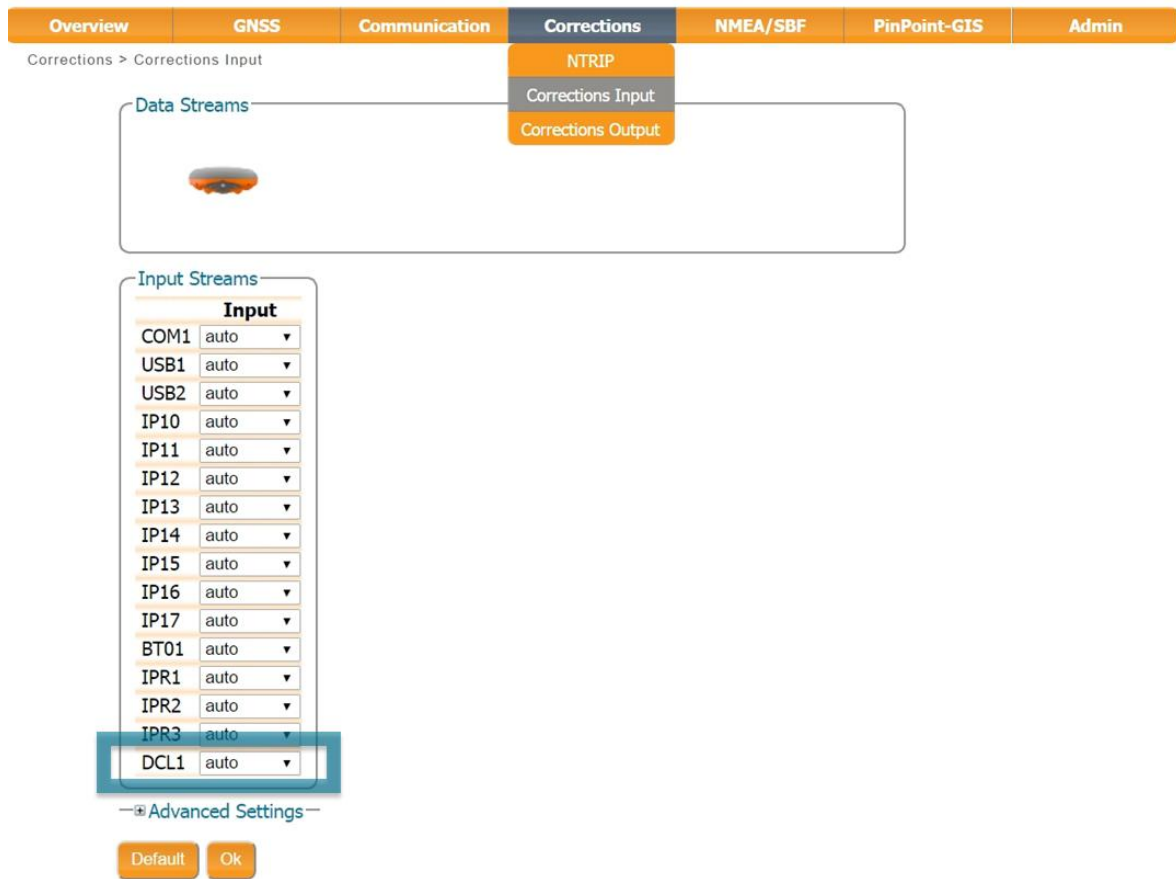 Overview GNSS Communication Corrections NMEA/SBF PinPoint-GIS Admin
Corrections > Corrections Input
NTRIP
Corrections Input
Corrections Output
Data Streams
Input Streams
Input
COM1 auto
USB1 auto
USB2 auto
IP10 auto
IP11 auto
IP12 auto
IP13 auto
IP14 auto
IP15 auto
IP16 auto
IP17 auto
BT01 auto
IPR1 auto
IPR2 auto
IPR3 auto
DCL1 auto
Advanced Settings
Default Ok